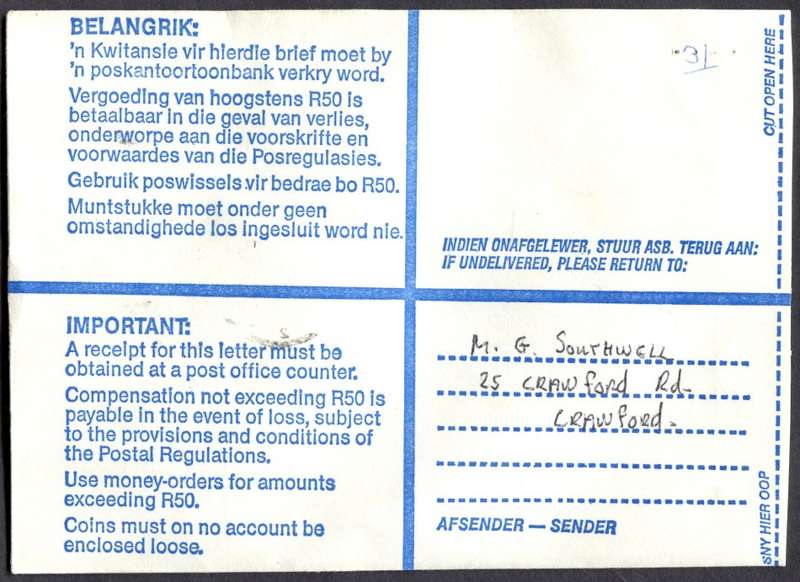 BELANGRIK:
'n Kwitansie vir hierdie brief moet by
'n poskantoortoonbank verkry word.
Vergoeding van hoogstens R50 is
betaalbaar in die geval van verlies,
onderworpe aan die voorskrifte en
voorwaardes van die Posregulasies.
Gebruik poswissels vir bedrae bo R50.
Muntstukke moet onder geen
omstandighede los ingesluit word nie.
31
CUT OPEN HERE
INDIEN ONAFGELEWER, STUUR ASB. TERUG AAN:
IF UNDELIVERED, PLEASE RETURN TO:
IMPORTANT:
A receipt for this letter must be
obtained at a post office counter.
Compensation not exceeding R50 is
payable in the event of loss, subject
to the provisions and conditions of
the Postal Regulations.
Use money-orders for amounts
exceeding R50.
Coins must on no account be
enclosed loose.
M. G. SOUTHWELL
25 CRAWford Rd.
CRAWford.
AFSENDER — SENDER
SNY HIER OOP